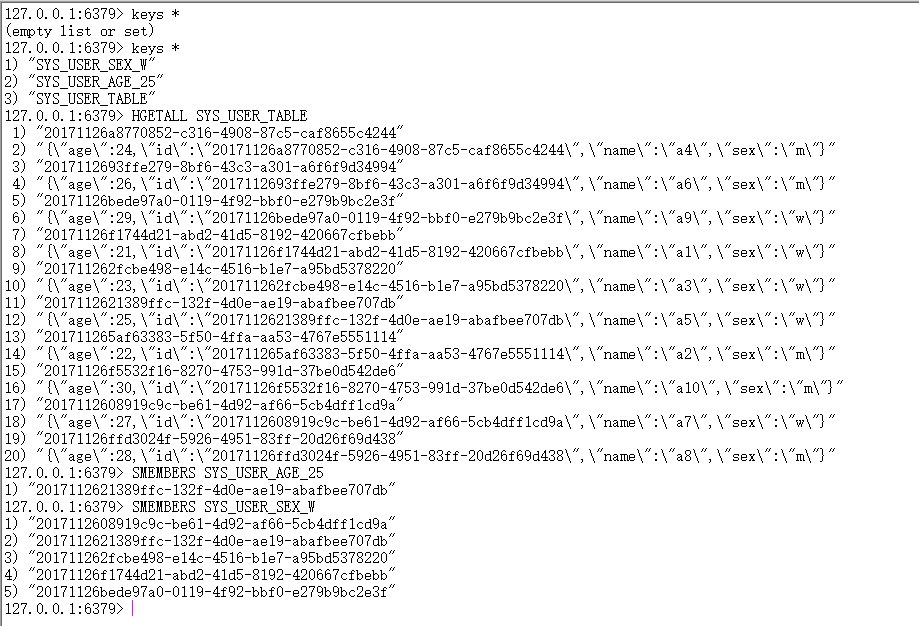 127.0.0.1:6379> keys *
(empty list or set)
127.0.0.1:6379> keys *
1) "SYS_USER_SEX_W"
2) "SYS_USER_AGE_25"
3) "SYS_USER_TABLE"
127.0.0.1:6379> HGETALL SYS_USER_TABLE
 1) "20171126a8770852-c316-4908-87c5-caf8655c4244"
 2) "{\"age\":24,\"id\":\"20171126a8770852-c316-4908-87c5-caf8655c4244\",\"name\":\"a4\",\"sex\":\"m\"}"
 3) "2017112693ffe279-8bf6-43c3-a301-a6f6f9d34994"
 4) "{\"age\":26,\"id\":\"2017112693ffe279-8bf6-43c3-a301-a6f6f9d34994\",\"name\":\"a6\",\"sex\":\"m\"}"
 5) "20171126bede97a0-0119-4f92-bbf0-e279b9bc2e3f"
 6) "{\"age\":29,\"id\":\"20171126bede97a0-0119-4f92-bbf0-e279b9bc2e3f\",\"name\":\"a9\",\"sex\":\"w\"}"
 7) "20171126f1744d21-abd2-41d5-8192-420667cfbebb"
 8) "{\"age\":21,\"id\":\"20171126f1744d21-abd2-41d5-8192-420667cfbebb\",\"name\":\"a1\",\"sex\":\"w\"}"
 9) "201711262fcbe498-e14c-4516-b1e7-a95bd5378220"
10) "{\"age\":23,\"id\":\"201711262fcbe498-e14c-4516-b1e7-a95bd5378220\",\"name\":\"a3\",\"sex\":\"w\"}"
11) "2017112621389ffc-132f-4d0e-ae19-abafbee707db"
12) "{\"age\":25,\"id\":\"2017112621389ffc-132f-4d0e-ae19-abafbee707db\",\"name\":\"a5\",\"sex\":\"w\"}"
13) "201711265af63383-5f50-4ffa-aa53-4767e5551114"
14) "{\"age\":22,\"id\":\"201711265af63383-5f50-4ffa-aa53-4767e5551114\",\"name\":\"a2\",\"sex\":\"m\"}"
15) "20171126f5532f16-8270-4753-991d-37be0d542de6"
16) "{\"age\":30,\"id\":\"20171126f5532f16-8270-4753-991d-37be0d542de6\",\"name\":\"a10\",\"sex\":\"m\"}"
17) "2017112608919c9c-be61-4d92-af66-5cb4dff1cd9a"
18) "{\"age\":27,\"id\":\"2017112608919c9c-be61-4d92-af66-5cb4dff1cd9a\",\"name\":\"a7\",\"sex\":\"w\"}"
19) "20171126ffd3024f-5926-4951-83ff-20d26f69d438"
20) "{\"age\":28,\"id\":\"20171126ffd3024f-5926-4951-83ff-20d26f69d438\",\"name\":\"a8\",\"sex\":\"m\"}"
127.0.0.1:6379> SMEMBERS SYS_USER_AGE_25
1) "2017112621389ffc-132f-4d0e-ae19-abafbee707db"
127.0.0.1:6379> SMEMBERS SYS_USER_SEX_W
1) "2017112608919c9c-be61-4d92-af66-5cb4dff1cd9a"
2) "2017112621389ffc-132f-4d0e-ae19-abafbee707db"
3) "201711262fcbe498-e14c-4516-b1e7-a95bd5378220"
4) "20171126f1744d21-abd2-41d5-8192-420667cfbebb"
5) "20171126bede97a0-0119-4f92-bbf0-e279b9bc2e3f"
127.0.0.1:6379>